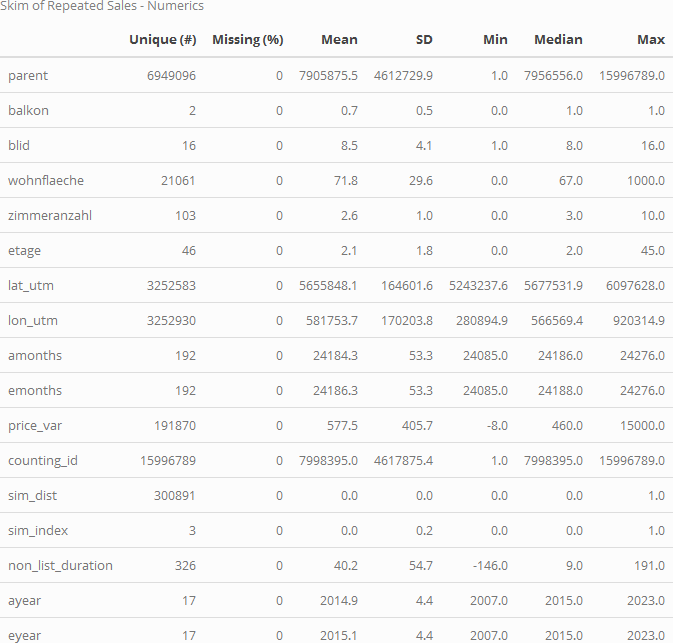 Skim of Repeated Sales - Numerics
Unique (#) Missing (%) Mean SD Min Median Max
parent 6949096 0 7905875.5 4612729.9 1.0 7956556.0 15996789.0
balkon 2 0 0.7 0.5 0.0 1.0 1.0
blid 16 0 8.5 4.1 1.0 8.0 16.0
wohnflaeche 21061 0 71.8 29.6 0.0 67.0 1000.0
zimmeranzahl 103 0 2.6 1.0 0.0 3.0 10.0
etage 46 0 2.1 1.8 0.0 2.0 45.0
lat_utm 3252583 0 5655848.1 164601.6 5243237.6 5677531.9 6097628.0
lon_utm 3252930 0 581753.7 170203.8 280894.9 566569.4 920314.9
amonths 192 0 24184.3 53.3 24085.0 24186.0 24276.0
emonths 192 0 24186.3 53.3 24085.0 24188.0 24276.0
price_var 191870 0 577.5 405.7 -8.0 460.0 15000.0
counting_id 15996789 0 7998395.0 4617875.4 1.0 7998395.0 15996789.0
sim_dist 300891 0 0.0 0.0 0.0 0.0 1.0
sim_index 3 0 0.0 0.2 0.0 0.0 1.0
non_list_duration 326 0 40.2 54.7 -146.0 9.0 191.0
ayear 17 0 2014.9 4.4 2007.0 2015.0 2023.0
eyear 17 0 2015.1 4.4 2007.0 2015.0 2023.0